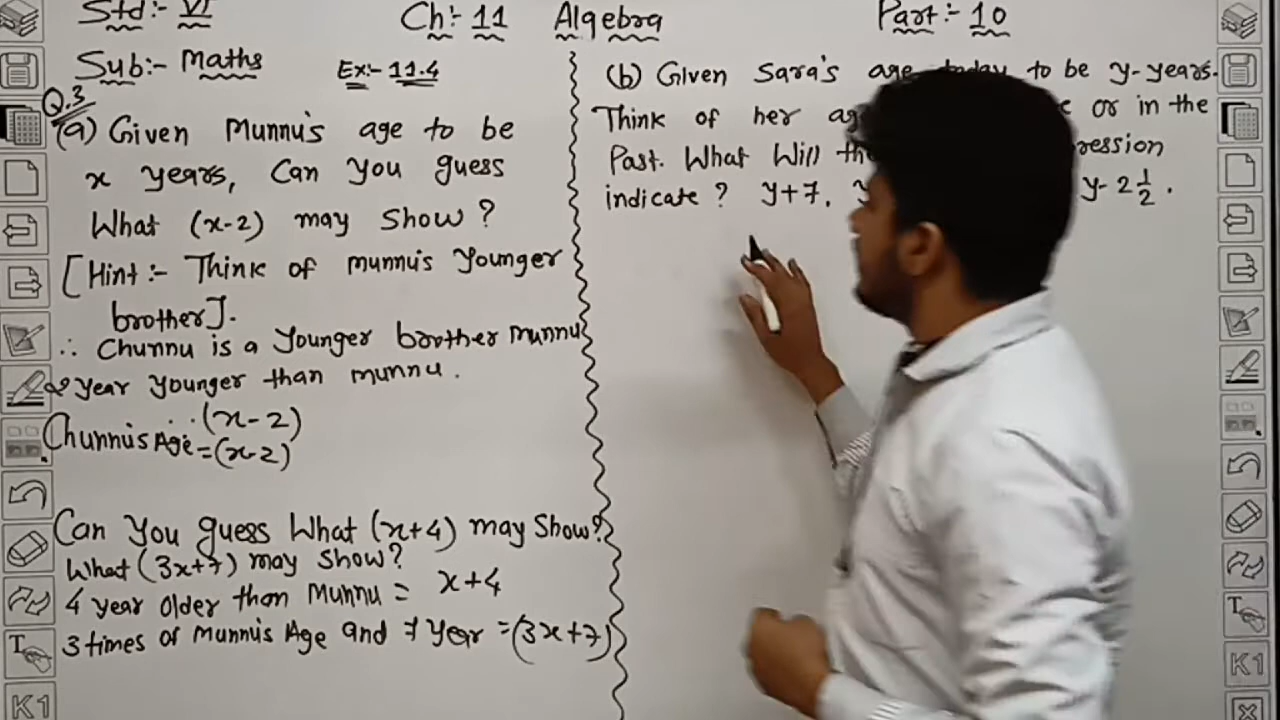 Std:- VI
Ch:- 11 Algebra
Part:- 10
Sub:- Maths
Ex:- 11.4
Q.3
(a) Given Munnu's age to be
x years, Can you guess
What (x-2) may show?
[Hint:- Think of munnu's Younger
brother].
∴ Chunnu is a Younger brother munnu
2 year younger than munnu.
∴ (x-2)
Chunnu's Age = (x-2)
Can You guess What (x+4) may Show?
What (3x+7) may Show?
4 year older than Munnu = x+4
3 times of Munnu's Age and 7 Year = (3x+7)
(b) Given Sara's age today to be y-years.
Think of her or in the
Past. What Will
indicate? y+7, y-2 1/2.
K1
K1